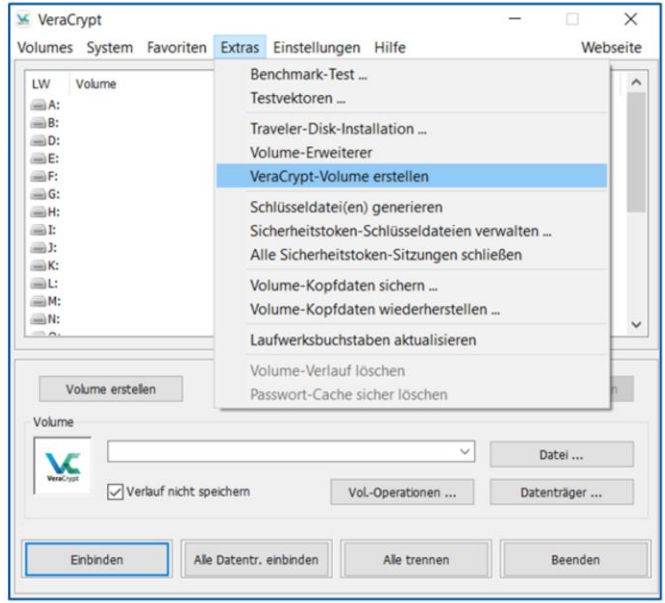 VeraCrypt
Volumes System Favoriten Extras Einstellungen Hilfe Webseite
LW Volume
A:
B:
D:
E:
F:
G:
H:
I:
J:
K:
L:
M:
N:
Benchmark-Test ...
Testvektoren ...
Traveler-Disk-Installation ...
Volume-Erweiterer
VeraCrypt-Volume erstellen
Schlüsseldatei(en) generieren
Sicherheitstoken-Schlüsseldateien verwalten ...
Alle Sicherheitstoken-Sitzungen schließen
Volume-Kopfdaten sichern ...
Volume-Kopfdaten wiederherstellen ...
Laufwerksbuchstaben aktualisieren
Volume-Verlauf löschen
Passwort-Cache sicher löschen
Volume erstellen
Volume
VeraCrypt
Datei ...
Verlauf nicht speichern
Vol.-Operationen ...
Datenträger ...
Einbinden
Alle Datentr. einbinden
Alle trennen
Beenden